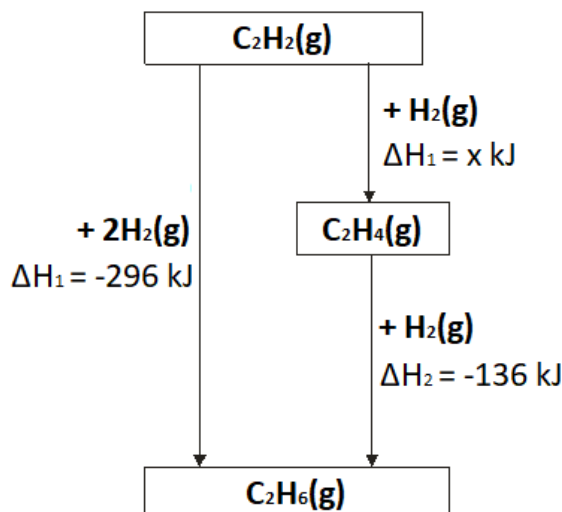 C₂H₂(g)
+ H₂(g)
ΔH₁ = x kJ
+ 2H₂(g)
ΔH₁ = -296 kJ
C₂H₄(g)
+ H₂(g)
ΔH₂ = -136 kJ
C₂H₆(g)